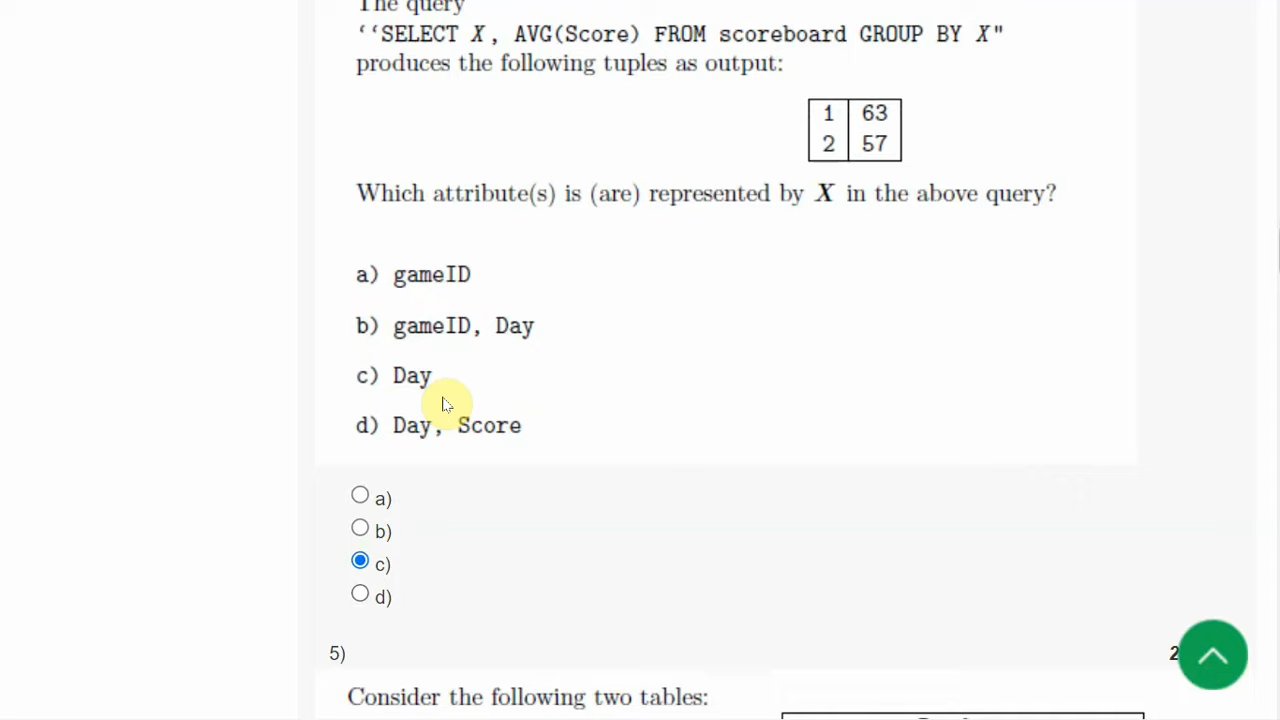 The query
‘‘SELECT X, AVG(Score) FROM scoreboard GROUP BY X"
produces the following tuples as output:
1 63
2 57
Which attribute(s) is (are) represented by X in the above query?
a) gameID
b) gameID, Day
c) Day
d) Day, Score
a)
b)
c)
d)
5)
2
Consider the following two tables: